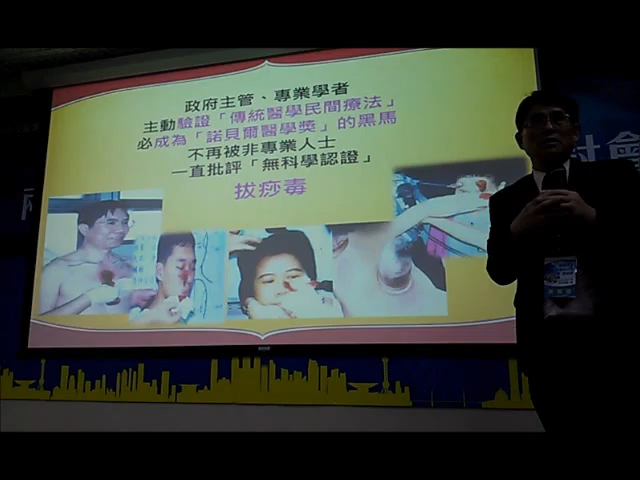 政府主管、專業學者
主動驗證「傳統醫學民間療法」
必成為「諾貝爾醫學獎」的黑馬
不再被非專業人士
一直批評「無科學認證」
拔痧毒
討會